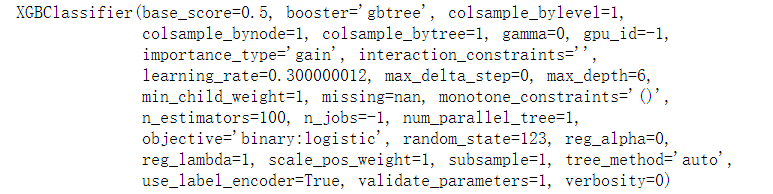 XGBClassifier(base_score=0.5, booster='gbtree', colsample_bylevel=1,
colsample_bynode=1, colsample_bytree=1, gamma=0, gpu_id=-1,
importance_type='gain', interaction_constraints='',
learning_rate=0.300000012, max_delta_step=0, max_depth=6,
min_child_weight=1, missing=nan, monotone_constraints='()',
n_estimators=100, n_jobs=-1, num_parallel_tree=1,
objective='binary:logistic', random_state=123, reg_alpha=0,
reg_lambda=1, scale_pos_weight=1, subsample=1, tree_method='auto',
use_label_encoder=True, validate_parameters=1, verbosity=0)